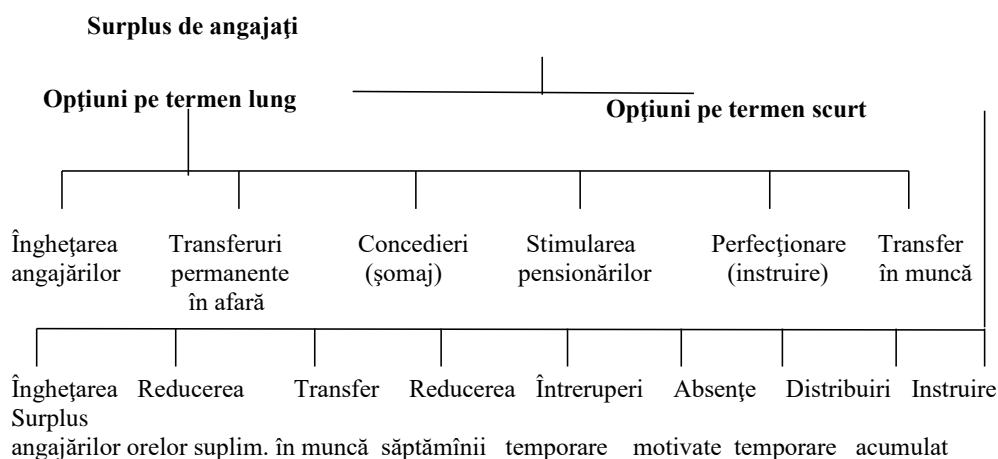 Surplus de angajaţi
Opţiuni pe termen lung
Opţiuni pe termen scurt
Îngheţarea Transferuri Concedieri Stimularea Perfecţionare Transfer
angajărilor permanente (şomaj) pensionărilor (instruire) în muncă
în afară
Îngheţarea Reducerea Transfer Reducerea Întreruperi Absenţe Distribuiri Instruire
Surplus
angajărilor orelor suplim. în muncă săptămînii temporare motivate temporare acumulat